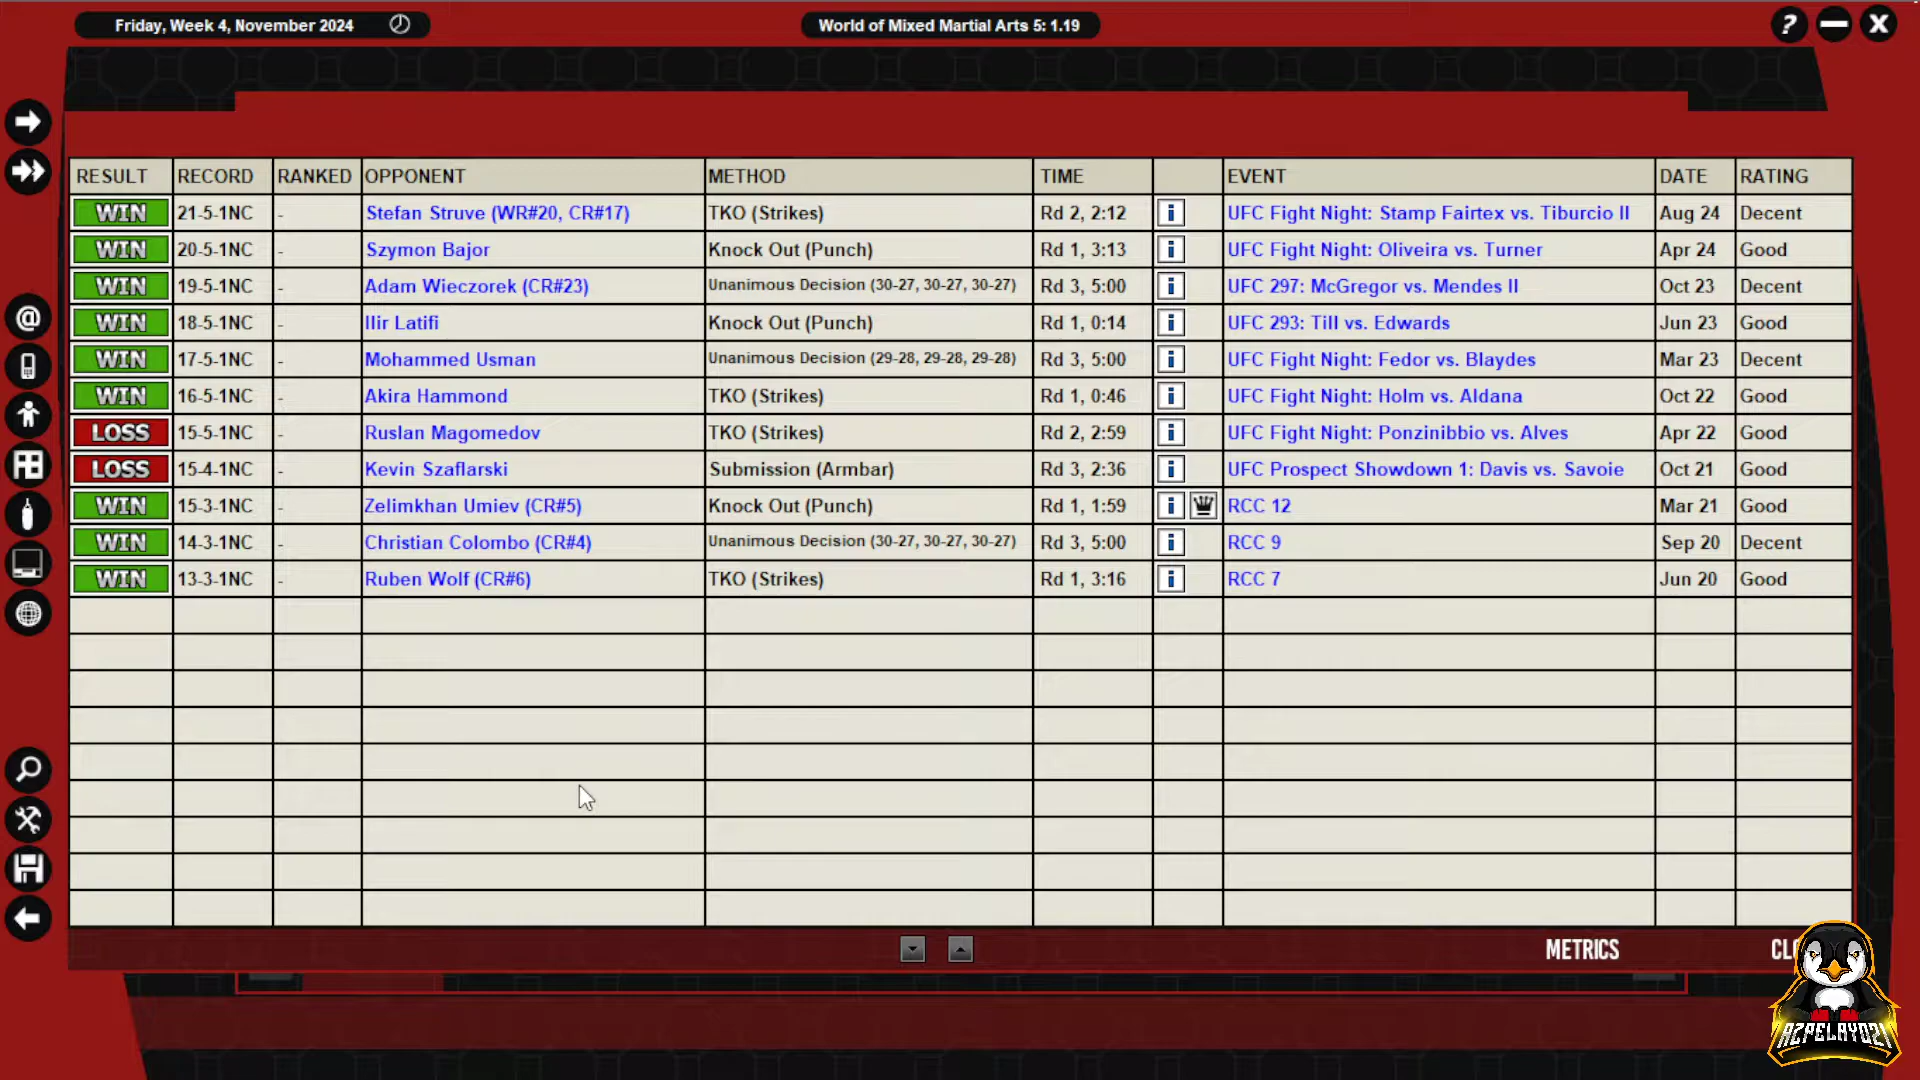 Friday, Week 4, November 2024
World of Mixed Martial Arts 5: 1.19
?
X
RESULT RECORD RANKED OPPONENT METHOD TIME EVENT DATE RATING
WIN 21-5-1NC - Stefan Struve (WR#20, CR#17) TKO (Strikes) Rd 2, 2:12 i UFC Fight Night: Stamp Fairtex vs. Tiburcio II Aug 24 Decent
WIN 20-5-1NC - Szymon Bajor Knock Out (Punch) Rd 1, 3:13 i UFC Fight Night: Oliveira vs. Turner Apr 24 Good
WIN 19-5-1NC - Adam Wieczorek (CR#23) Unanimous Decision (30-27, 30-27, 30-27) Rd 3, 5:00 i UFC 297: McGregor vs. Mendes II Oct 23 Decent
WIN 18-5-1NC - Ilir Latifi Knock Out (Punch) Rd 1, 0:14 i UFC 293: Till vs. Edwards Jun 23 Good
WIN 17-5-1NC - Mohammed Usman Unanimous Decision (29-28, 29-28, 29-28) Rd 3, 5:00 i UFC Fight Night: Fedor vs. Blaydes Mar 23 Decent
WIN 16-5-1NC - Akira Hammond TKO (Strikes) Rd 1, 0:46 i UFC Fight Night: Holm vs. Aldana Oct 22 Good
LOSS 15-5-1NC - Ruslan Magomedov TKO (Strikes) Rd 2, 2:59 i UFC Fight Night: Ponzinibbio vs. Alves Apr 22 Good
LOSS 15-4-1NC - Kevin Szaflarski Submission (Armbar) Rd 3, 2:36 i UFC Prospect Showdown 1: Davis vs. Savoie Oct 21 Good
WIN 15-3-1NC - Zelimkhan Umiev (CR#5) Knock Out (Punch) Rd 1, 1:59 i RCC 12 Mar 21 Good
WIN 14-3-1NC - Christian Colombo (CR#4) Unanimous Decision (30-27, 30-27, 30-27) Rd 3, 5:00 i RCC 9 Sep 20 Decent
WIN 13-3-1NC - Ruben Wolf (CR#6) TKO (Strikes) Rd 1, 3:16 i RCC 7 Jun 20 Good
METRICS
AZPELAYO21